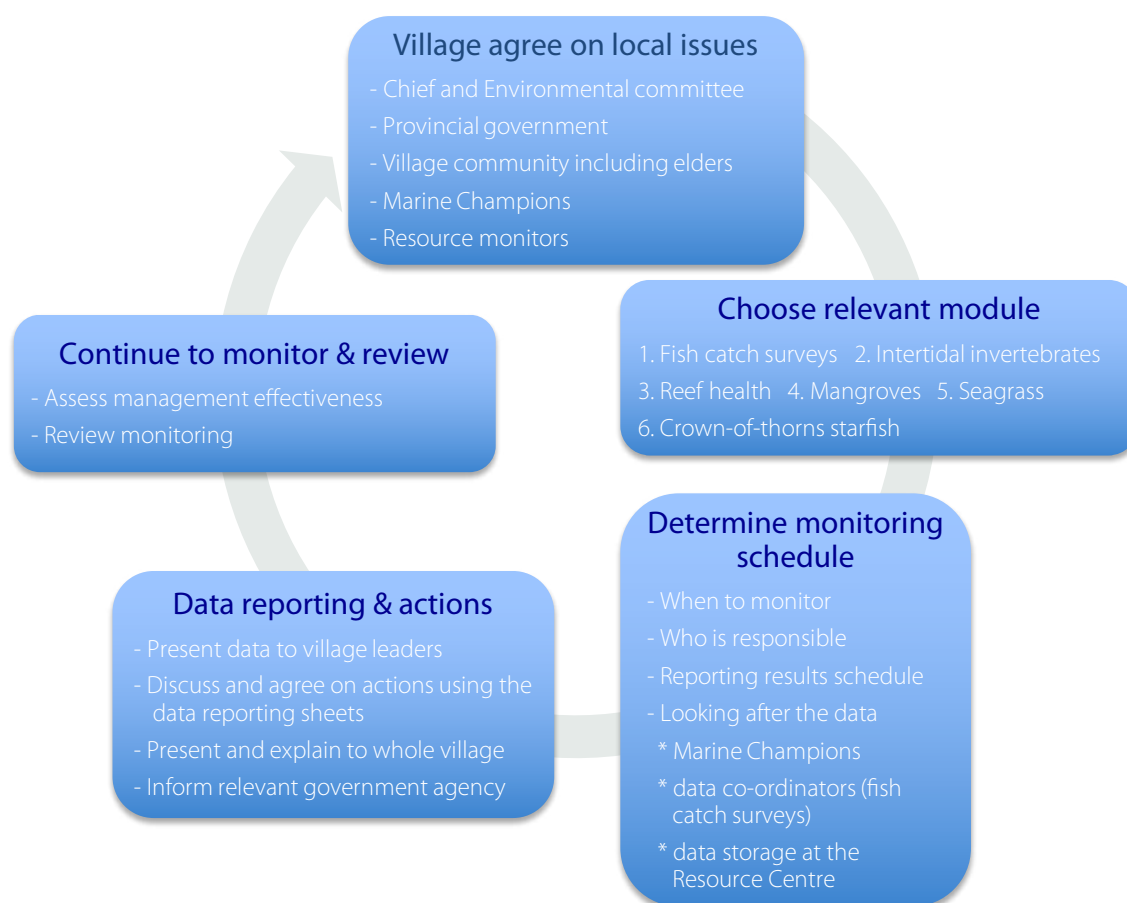 Village agree on local issues
- Chief and Environmental committee
- Provincial government
- Village community including elders
- Marine Champions
- Resource monitors
Choose relevant module
1. Fish catch surveys 2. Intertidal invertebrates
3. Reef health 4. Mangroves 5. Seagrass
6. Crown-of-thorns starfish
Determine monitoring
schedule
- When to monitor
- Who is responsible
- Reporting results schedule
- Looking after the data
* Marine Champions
* data co-ordinators (fish
catch surveys)
* data storage at the
Resource Centre
Data reporting & actions
- Present data to village leaders
- Discuss and agree on actions using the
data reporting sheets
- Present and explain to whole village
- Inform relevant government agency
Continue to monitor & review
- Assess management effectiveness
- Review monitoring